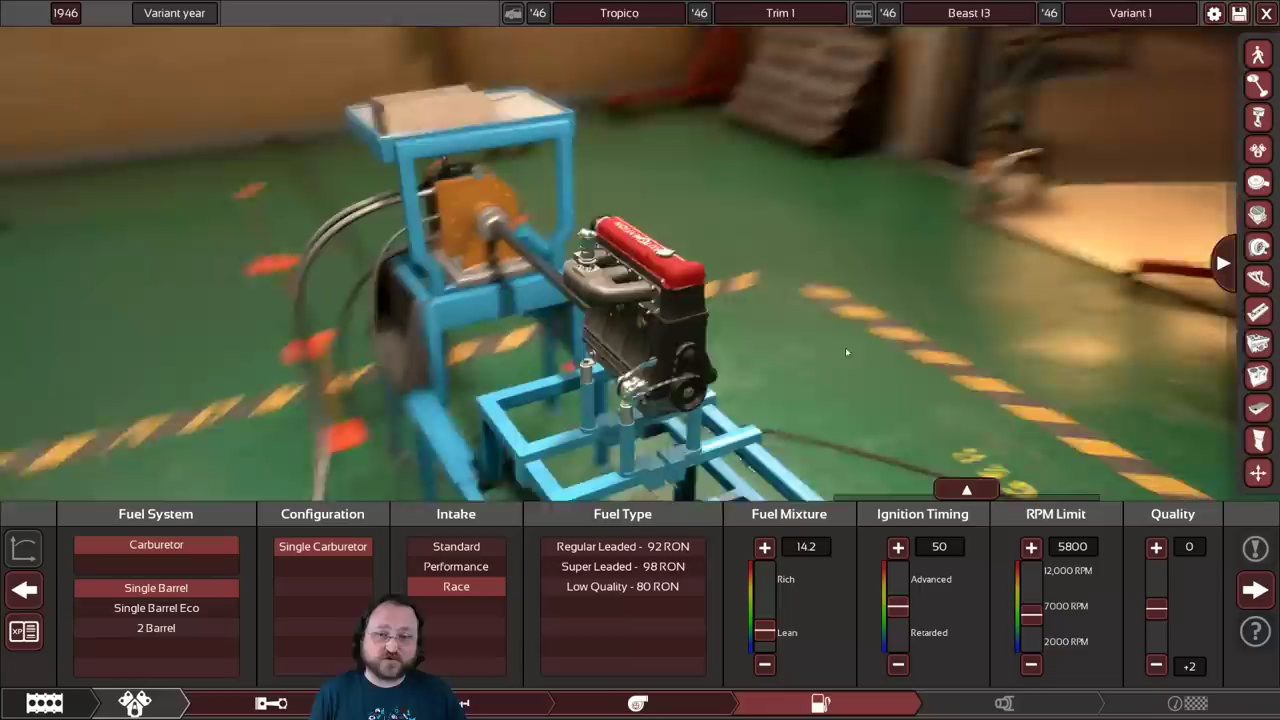 1946 Variant year '46 Tropico '46 Trim 1 '46 Beast I3 '46 Variant 1
Fuel System Configuration Intake Fuel Type Fuel Mixture Ignition Timing RPM Limit Quality
Carburetor Single Carburetor Standard Regular Leaded - 92 RON 14.2 50 5800 0
Performance Super Leaded - 98 RON 12,000 RPM
Rich Advanced
Single Barrel Race Low Quality - 80 RON
Single Barrel Eco 7000 RPM
2 Barrel Lean Retarded 2000 RPM
XP +2